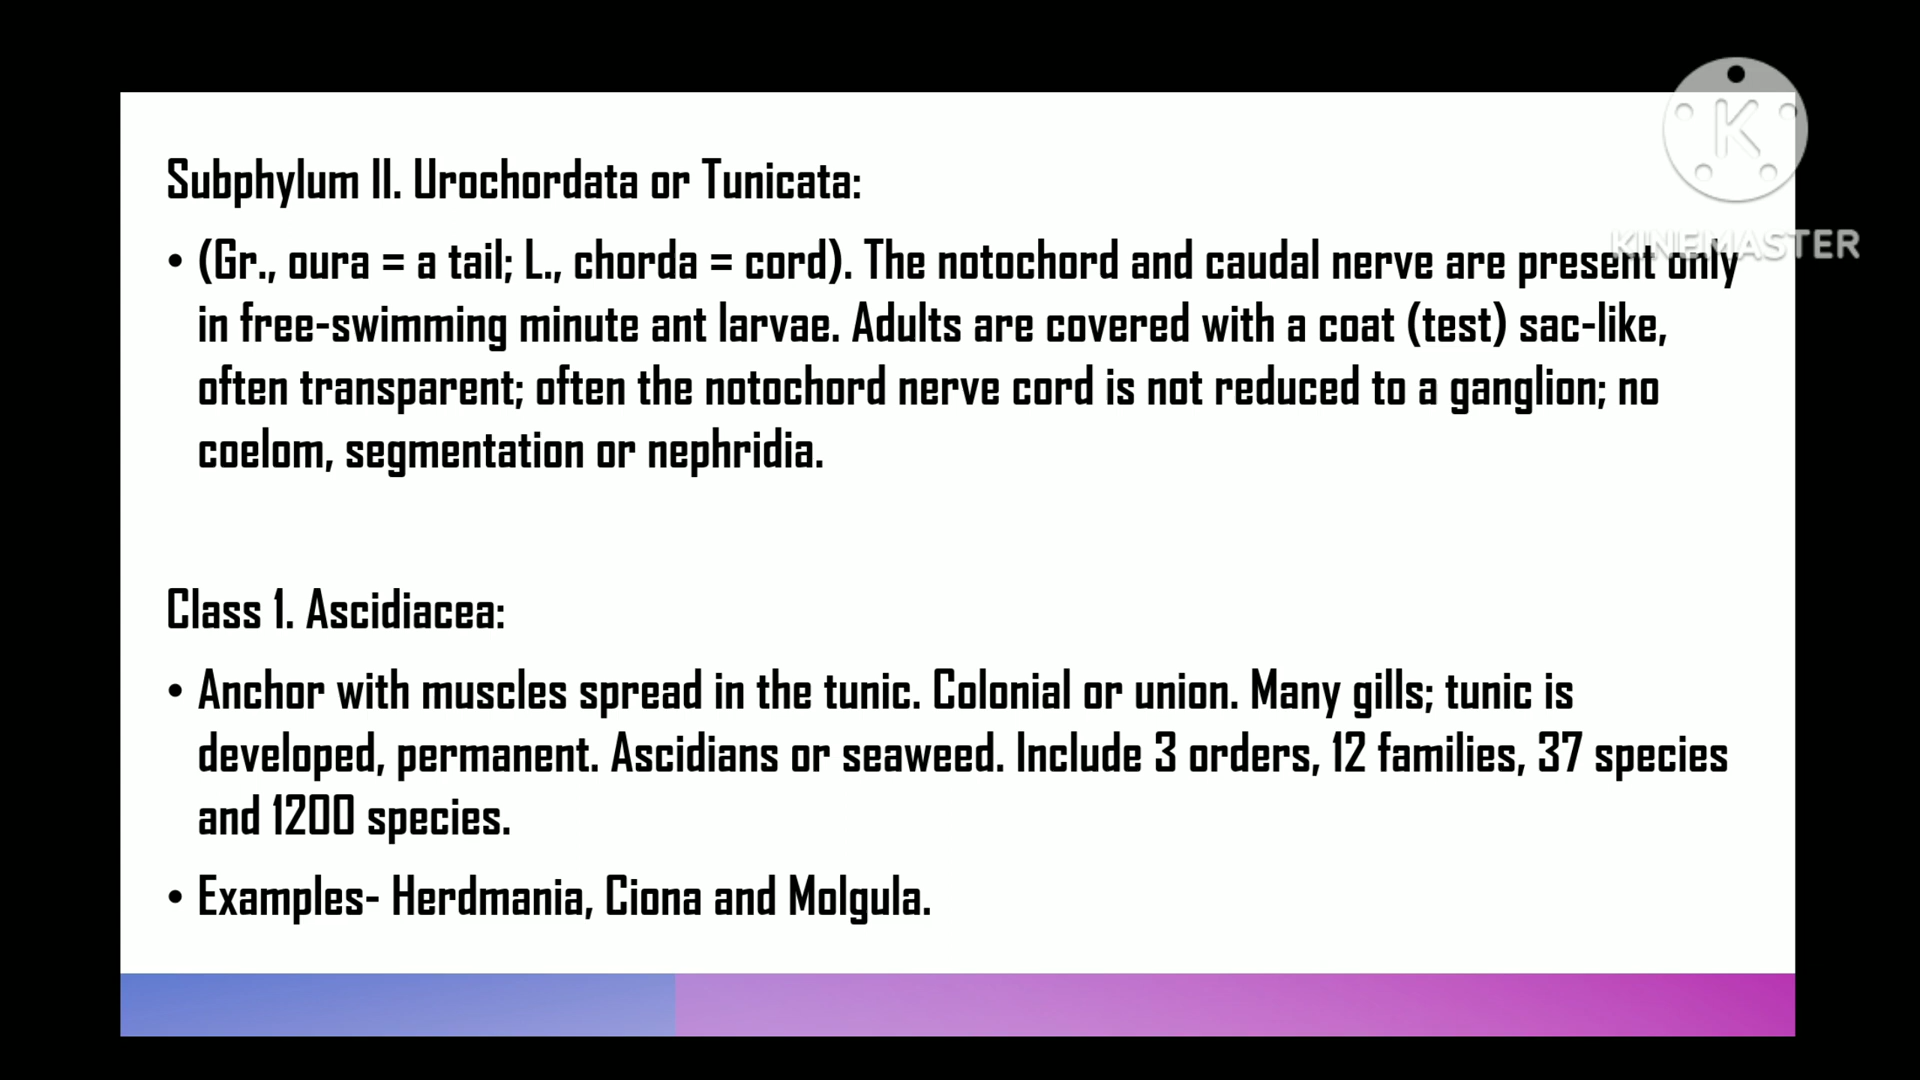 Subphylum II. Urochordata or Tunicata:
• (Gr., oura = a tail; L., chorda = cord). The notochord and caudal nerve are present only
in free-swimming minute ant larvae. Adults are covered with a coat (test) sac-like,
often transparent; often the notochord nerve cord is not reduced to a ganglion; no
coelom, segmentation or nephridia.
Class 1. Ascidiacea:
• Anchor with muscles spread in the tunic. Colonial or union. Many gills; tunic is
developed, permanent. Ascidians or seaweed. Include 3 orders, 12 families, 37 species
and 1200 species.
• Examples- Herdmania, Ciona and Molgula.
K
KINEMASTER